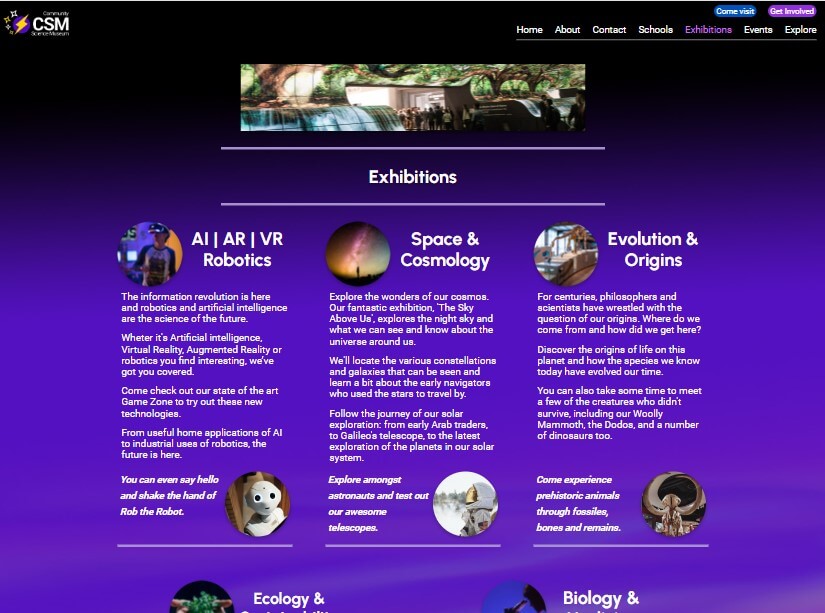 Community
CSM
Science Museum
Come visit
Get Involved
Home
About
Contact
Schools
Exhibitions
Events
Explore
Exhibitions
AI | AR | VR
Robotics
The information revolution is here
and robotics and artificial intelligence
are the science of the future.
Wheter it's Artificial intelligence,
Virtual Reality, Augmented Reality or
robotics you find interesting, we've
got you covered.
Come check out our state of the art
Game Zone to try out these new
technologies.
From useful home applications of AI
to industrial uses of robotics, the
future is here.
You can even say hello
and shake the hand of
Rob the Robot.
Space &
Cosmology
Explore the wonders of our cosmos.
Our fantastic exhibition, 'The Sky
Above Us', explores the night sky and
what we can see and know about the
universe around us.
We'll locate the various constellations
and galaxies that can be seen and
learn a bit about the early navigators
who used the stars to travel by.
Follow the journey of our solar
exploration: from early Arab traders,
to Galileo's telescope, to the latest
exploration of the planets in our solar
system.
Explore amongst
astronauts and test out
our awesome
telescopes.
Evolution &
Origins
For centuries, philosophers and
scientists have wrestled with the
question of our origins. Where do we
come from and how did we get here?
Discover the origins of life on this
planet and how the species we know
today have evolved our time.
You can also take some time to meet
a few of the creatures who didn't
survive, including our Woolly
Mammoth, the Dodos, and a number
of dinosaurs too.
Come experience
prehistoric animals
through fossiles,
bones and remains.
Ecology &
Biology &